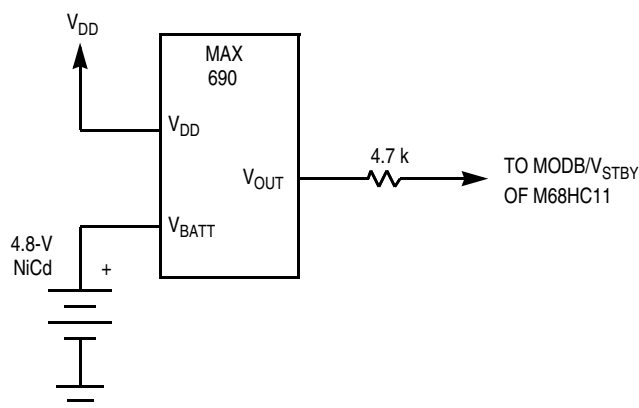 VDD
MAX
690
VDD
4.7 k
VOUT
TO MODB/VSTBY
OF M68HC11
VBATT
4.8-V
NiCd
+